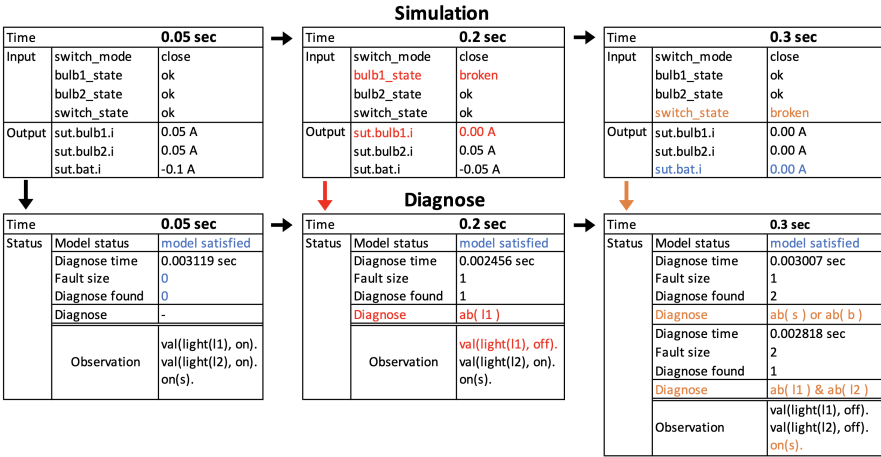 Simulation
Time 0.05 sec
Input switch_mode close
bulb1_state ok
bulb2_state ok
switch_state ok
Output sut.bulb1.i 0.05 A
sut.bulb2.i 0.05 A
sut.bat.i -0.1 A
Time 0.2 sec
Input switch_mode close
bulb1_state broken
bulb2_state ok
switch_state ok
Output sut.bulb1.i 0.00 A
sut.bulb2.i 0.05 A
sut.bat.i -0.05 A
Time 0.3 sec
Input switch_mode close
bulb1_state ok
bulb2_state ok
switch_state broken
Output sut.bulb1.i 0.00 A
sut.bulb2.i 0.00 A
sut.bat.i 0.00 A
Diagnose
Time 0.05 sec
Status Model status model satisfied
Diagnose time 0.003119 sec
Fault size 0
Diagnose found 0
Diagnose -
Observation
val(light(l1), on).
val(light(l2), on).
on(s).
Time 0.2 sec
Status Model status model satisfied
Diagnose time 0.002456 sec
Fault size 1
Diagnose found 1
Diagnose ab( l1 )
Observation
val(light(l1), off).
val(light(l2), on).
on(s).
Time 0.3 sec
Status Model status model satisfied
Diagnose time 0.003007 sec
Fault size 1
Diagnose found 2
Diagnose ab( s ) or ab( b )
Diagnose time 0.002818 sec
Fault size 2
Diagnose found 1
Diagnose ab( l1 ) & ab( l2 )
Observation
val(light(l1), off).
val(light(l2), off).
on(s).